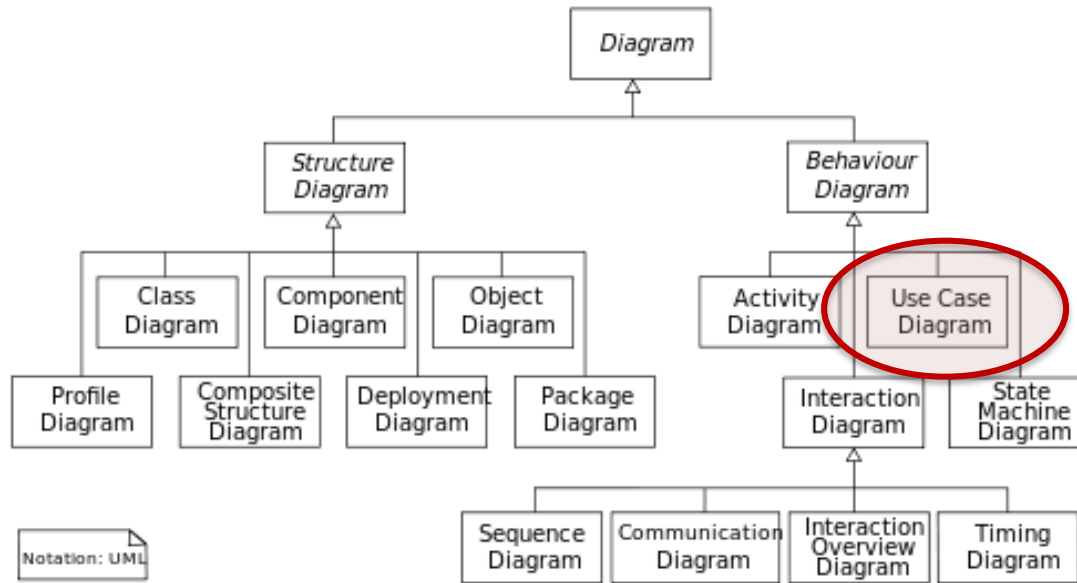 Diagram
Structure
Diagram
Behaviour
Diagram
Class
Diagram
Component
Diagram
Object
Diagram
Activity
Diagram
Use Case
Diagram
Profile
Diagram
Composite
Structure
Diagram
Deployment
Diagram
Package
Diagram
Interaction
Diagram
State
Machine
Diagram
Sequence
Diagram
Communication
Diagram
Interaction
Overview
Diagram
Timing
Diagram
Notation: UML